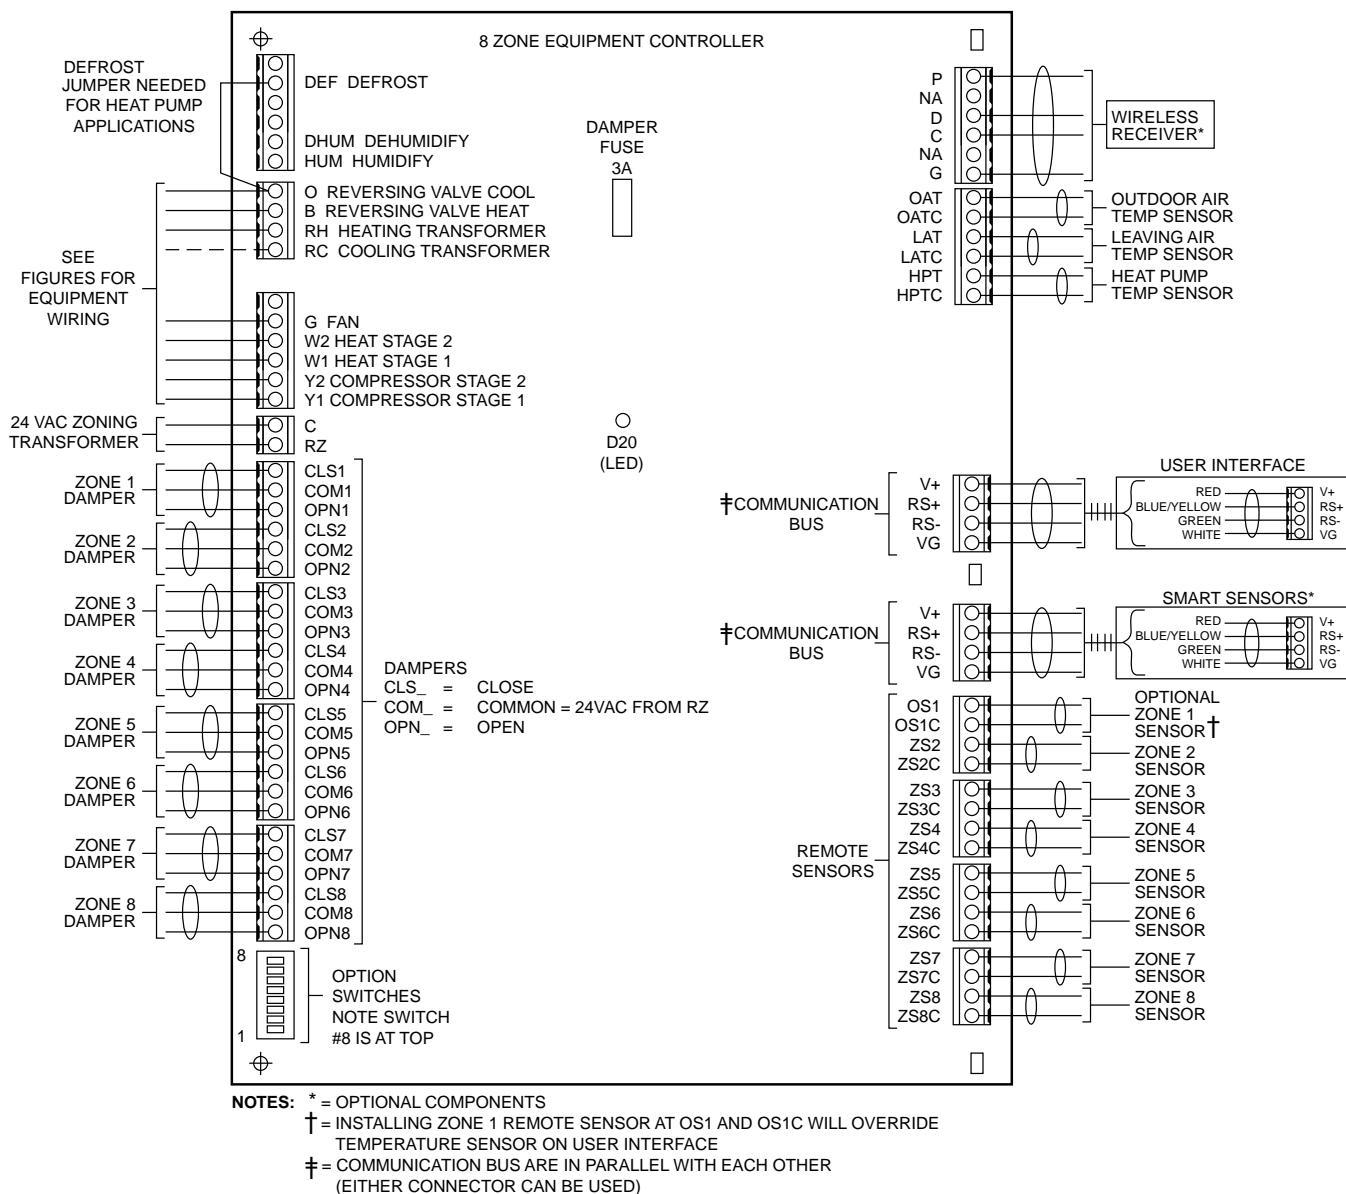 8 ZONE EQUIPMENT CONTROLLER
DEFROST
JUMPER NEEDED
FOR HEAT PUMP
APPLICATIONS
DEF DEFROST
DHUM DEHUMIDIFY
HUM HUMIDIFY
O REVERSING VALVE COOL
B REVERSING VALVE HEAT
RH HEATING TRANSFORMER
RC COOLING TRANSFORMER
SEE
FIGURES FOR
EQUIPMENT
WIRING
G FAN
W2 HEAT STAGE 2
W1 HEAT STAGE 1
Y2 COMPRESSOR STAGE 2
Y1 COMPRESSOR STAGE 1
24 VAC ZONING
TRANSFORMER
C
RZ
DAMPER
FUSE
3A
D20
(LED)
ZONE 1
DAMPER
CLS1
COM1
OPN1
ZONE 2
DAMPER
CLS2
COM2
OPN2
ZONE 3
DAMPER
CLS3
COM3
OPN3
ZONE 4
DAMPER
CLS4
COM4
OPN4
ZONE 5
DAMPER
CLS5
COM5
OPN5
ZONE 6
DAMPER
CLS6
COM6
OPN6
ZONE 7
DAMPER
CLS7
COM7
OPN7
ZONE 8
DAMPER
CLS8
COM8
OPN8
DAMPERS
CLS_ = CLOSE
COM_ = COMMON = 24VAC FROM RZ
OPN_ = OPEN
8
1
OPTION
SWITCHES
NOTE SWITCH
#8 IS AT TOP
P
NA
D
C
NA
G
WIRELESS
RECEIVER*
OAT
OATC
LAT
LATC
HPT
HPTC
OUTDOOR AIR
TEMP SENSOR
LEAVING AIR
TEMP SENSOR
HEAT PUMP
TEMP SENSOR
‡COMMUNICATION
BUS
V+
RS+
RS-
VG
USER INTERFACE
RED
BLUE/YELLOW
GREEN
WHITE
V+
RS+
RS-
VG
‡COMMUNICATION
BUS
V+
RS+
RS-
VG
SMART SENSORS*
RED
BLUE/YELLOW
GREEN
WHITE
V+
RS+
RS-
VG
REMOTE
SENSORS
OS1
OS1C
ZS2
ZS2C
ZS3
ZS3C
ZS4
ZS4C
ZS5
ZS5C
ZS6
ZS6C
ZS7
ZS7C
ZS8
ZS8C
OPTIONAL
ZONE 1
SENSOR†
ZONE 2
SENSOR
ZONE 3
SENSOR
ZONE 4
SENSOR
ZONE 5
SENSOR
ZONE 6
SENSOR
ZONE 7
SENSOR
ZONE 8
SENSOR
NOTES: * = OPTIONAL COMPONENTS
† = INSTALLING ZONE 1 REMOTE SENSOR AT OS1 AND OS1C WILL OVERRIDE
TEMPERATURE SENSOR ON USER INTERFACE
‡ = COMMUNICATION BUS ARE IN PARALLEL WITH EACH OTHER
(EITHER CONNECTOR CAN BE USED)